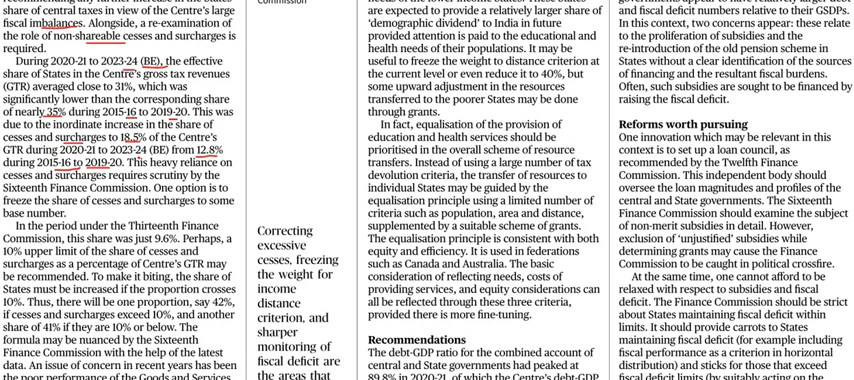 share of central taxes in view of the Centre's large
fiscal imbalances. Alongside, a re-examination of
the role of non-shareable cesses and surcharges is
required.
During 2020-21 to 2023-24 (BE), the effective
share of States in the Centre's gross tax revenues
(GTR) averaged close to 31%, which was
significantly lower than the corresponding share
of nearly 35% during 2015-16 to 2019-20. This was
due to the inordinate increase in the share of
cesses and surcharges to 18.5% of the Centre's
GTR during 2020-21 to 2023-24 (BE) from 12.8%
during 2015-16 to 2019-20. This heavy reliance on
cesses and surcharges requires scrutiny by the
Sixteenth Finance Commission. One option is to
freeze the share of cesses and surcharges to some
base number.
In the period under the Thirteenth Finance
Commission, this share was just 9.6%. Perhaps, a
10% upper limit of the share of cesses and
surcharges as a percentage of Centre's GTR may
be recommended. To make it biting, the share of
States must be increased if the proportion crosses
10%. Thus, there will be one proportion, say 42%,
if cesses and surcharges exceed 10%, and another
share of 41% if they are 10% or below. The
formula may be nuanced by the Sixteenth
Finance Commission with the help of the latest
data. An issue of concern in recent years has been
the poor performance of the Goods and Services
Commission
Correcting
excessive
cesses, freezing
the weight for
income
distance
criterion, and
sharper
monitoring of
fiscal deficit are
the areas that
are expected to provide a relatively larger share of
'demographic dividend' to India in future
provided attention is paid to the educational and
health needs of their populations. It may be
useful to freeze the weight to distance criterion at
the current level or even reduce it to 40%, but
some upward adjustment in the resources
transferred to the poorer States may be done
through grants.
In fact, equalisation of the provision of
education and health services should be
prioritised in the overall scheme of resource
transfers. Instead of using a large number of tax
devolution criteria, the transfer of resources to
individual States may be guided by the
equalisation principle using a limited number of
criteria such as population, area and distance,
supplemented by a suitable scheme of grants.
The equalisation principle is consistent with both
equity and efficiency. It is used in federations
such as Canada and Australia. The basic
consideration of reflecting needs, costs of
providing services, and equity considerations can
all be reflected through these three criteria,
provided there is more fine-tuning.
Recommendations
The debt-GDP ratio for the combined account of
central and State governments had peaked at
89.8% in 2020-21, of which the Centre's debt-GDP
and fiscal deficit numbers relative to their GSDPs.
In this context, two concerns appear: these relate
to the proliferation of subsidies and the
re-introduction of the old pension scheme in
States without a clear identification of the sources
of financing and the resultant fiscal burdens.
Often, such subsidies are sought to be financed by
raising the fiscal deficit.
Reforms worth pursuing
One innovation which may be relevant in this
context is to set up a loan council, as
recommended by the Twelfth Finance
Commission. This independent body should
oversee the loan magnitudes and profiles of the
central and State governments. The Sixteenth
Finance Commission should examine the subject
of non-merit subsidies in detail. However,
exclusion of 'unjustified' subsidies while
determining grants may cause the Finance
Commission to be caught in political crossfire.
At the same time, one cannot afford to be
relaxed with respect to subsidies and fiscal
deficit. The Finance Commission should be strict
about States maintaining fiscal deficit within
limits. It should provide carrots to States
maintaining fiscal deficit (for example including
fiscal performance as a criterion in horizontal
distribution) and sticks for those that exceed
fiscal deficit limits (by suitably acting on the